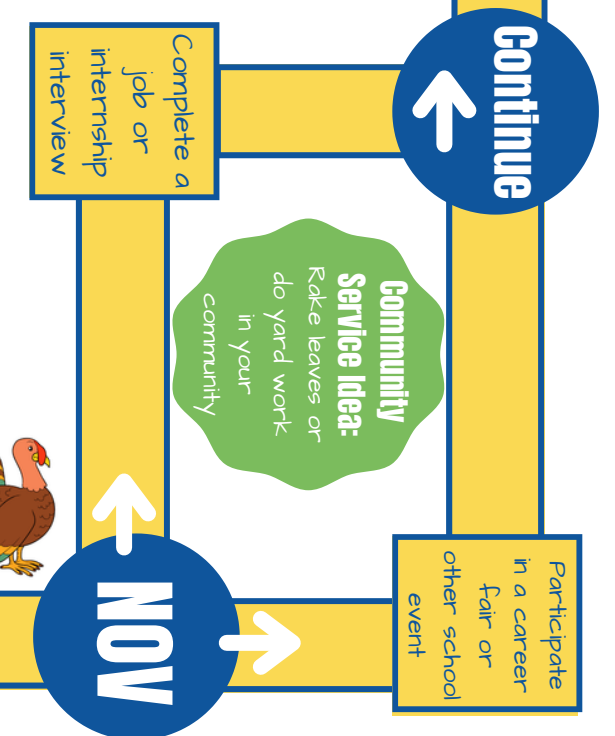 Continue
Complete a
job or
internship
interview
Community
Service Idea:
Rake leaves or
do yard work
in your
community
Participate
in a career
fair or
other school
event
NOV